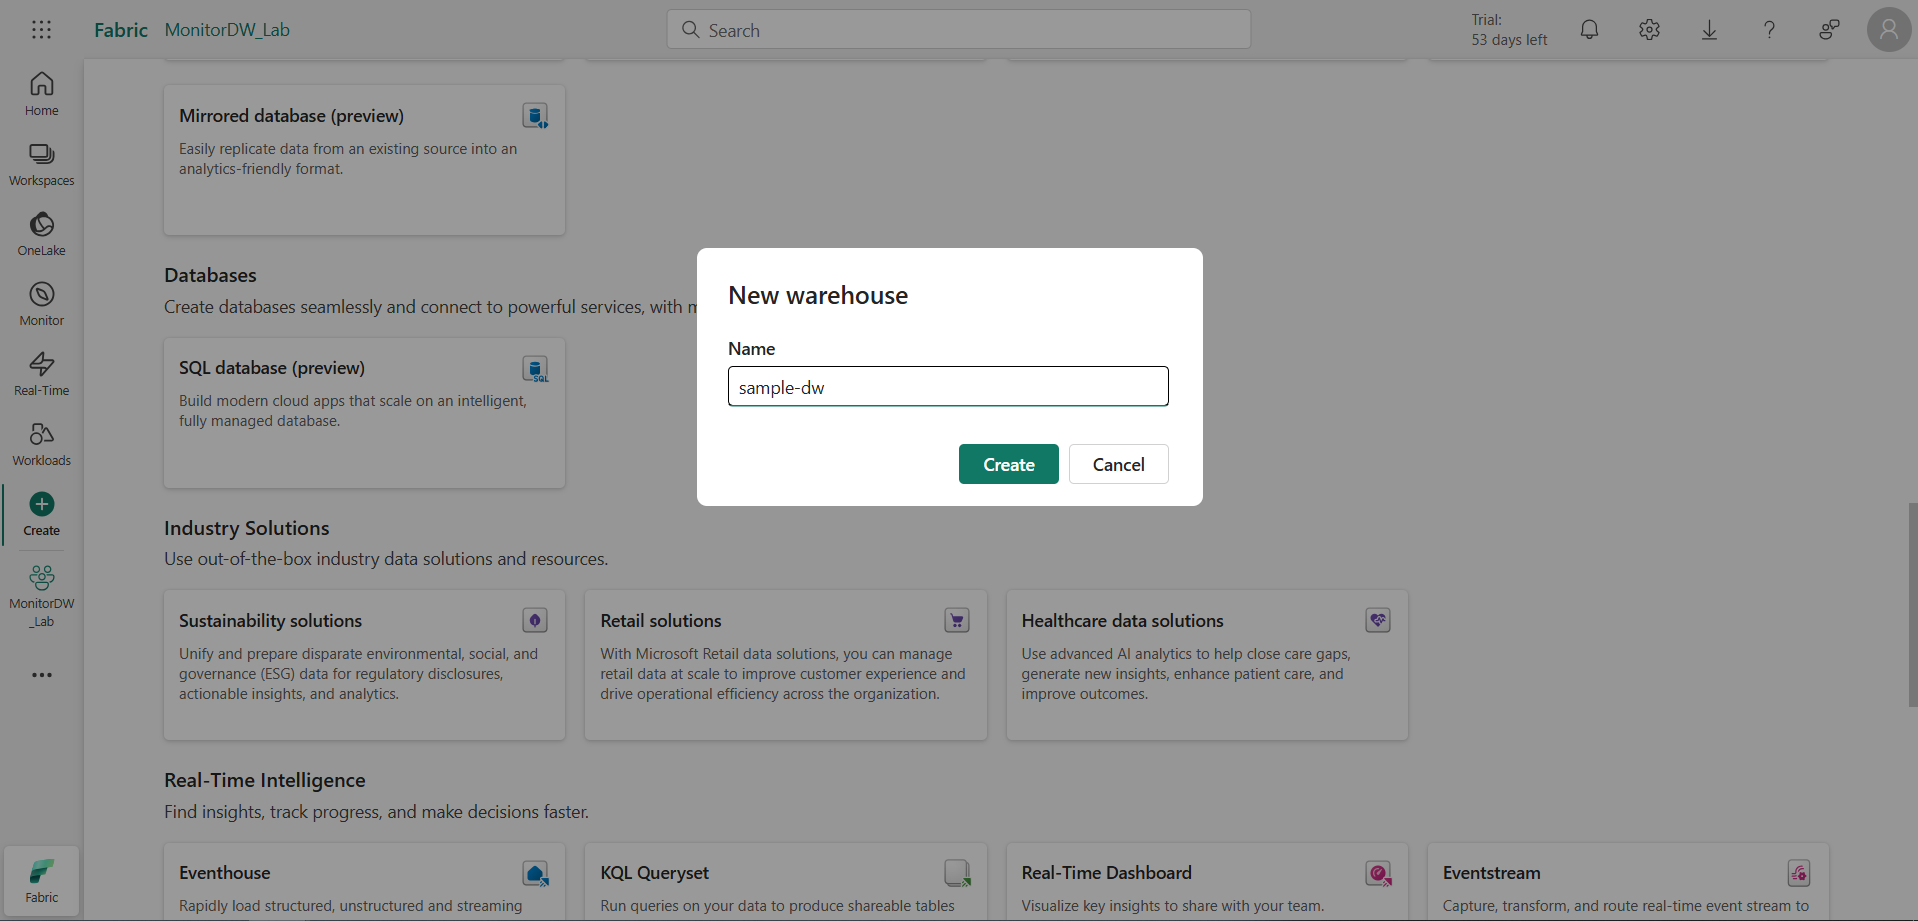 Fabric MonitorDW_Lab
Search
Trial:
53 days left
Home
Workspaces
OneLake
Monitor
Real-Time
Workloads
Create
MonitorDW
_Lab
Fabric
Mirrored database (preview)
Easily replicate data from an existing source into an
analytics-friendly format.
Databases
Create databases seamlessly and connect to powerful services, with
SQL database (preview)
SQL
Build modern cloud apps that scale on an intelligent,
fully managed database.
New warehouse
Name
sample-dw
Create
Cancel
Industry Solutions
Use out-of-the-box industry data solutions and resources.
Sustainability solutions
Unify and prepare disparate environmental, social, and
governance (ESG) data for regulatory disclosures,
actionable insights, and analytics.
Retail solutions
With Microsoft Retail data solutions, you can manage
retail data at scale to improve customer experience and
drive operational efficiency across the organization.
Healthcare data solutions
Use advanced AI analytics to help close care gaps,
generate new insights, enhance patient care, and
improve outcomes.
Real-Time Intelligence
Find insights, track progress, and make decisions faster.
Eventhouse
Rapidly load structured, unstructured and streaming
KQL Queryset
Run queries on your data to produce shareable tables
Real-Time Dashboard
Visualize key insights to share with your team.
Eventstream
Capture, transform, and route real-time event stream to